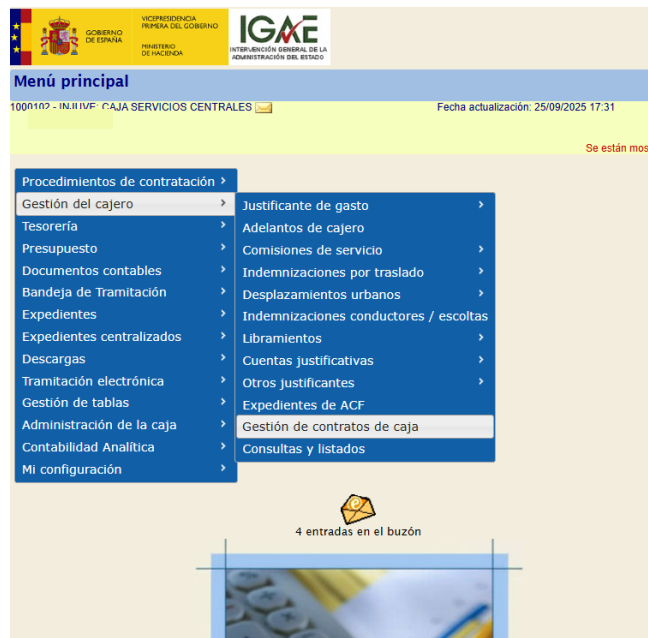 GOBIERNO
DE ESPAÑA
VICEPRESIDENCIA
PRIMERA DEL GOBIERNO
MINISTERIO
DE HACIENDA
IGAE
INTERVENCIÓN GENERAL DE LA
ADMINISTRACIÓN DEL ESTADO
Menú principal
1000102 - INJUVE: CAJA SERVICIOS CENTRALES
Fecha actualización: 25/09/2025 17:31
Se están mos
Procedimientos de contratación
Gestión del cajero
Tesorería
Presupuesto
Documentos contables
Bandeja de Tramitación
Expedientes
Expedientes centralizados
Descargas
Tramitación electrónica
Gestión de tablas
Administración de la caja
Contabilidad Analítica
Mi configuración
Justificante de gasto
Adelantos de cajero
Comisiones de servicio
Indemnizaciones por traslado
Desplazamientos urbanos
Indemnizaciones conductores / escoltas
Libramientos
Cuentas justificativas
Otros justificantes
Expedientes de ACF
Gestión de contratos de caja
Consultas y listados
4 entradas en el buzón